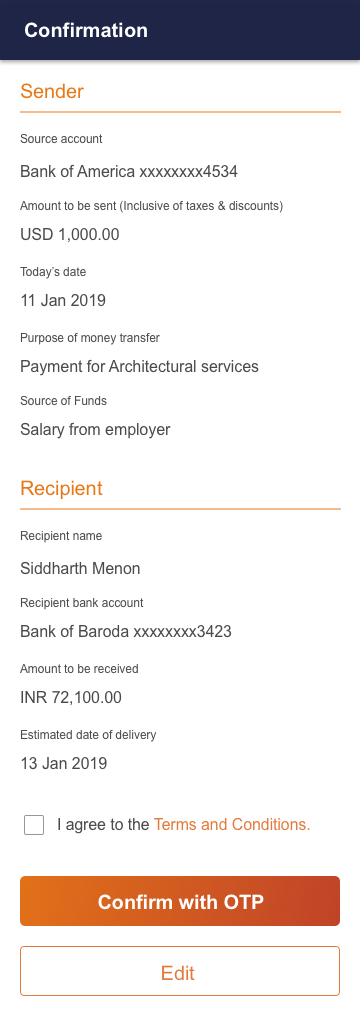 Confirmation
Sender
Source account
Bank of America xxxxxxxx4534
Amount to be sent (Inclusive of taxes & discounts)
USD 1,000.00
Today's date
11 Jan 2019
Purpose of money transfer
Payment for Architectural services
Source of Funds
Salary from employer
Recipient
Recipient name
Siddharth Menon
Recipient bank account
Bank of Baroda xxxxxxxx3423
Amount to be received
INR 72,100.00
Estimated date of delivery
13 Jan 2019
I agree to the Terms and Conditions.
Confirm with OTP
Edit